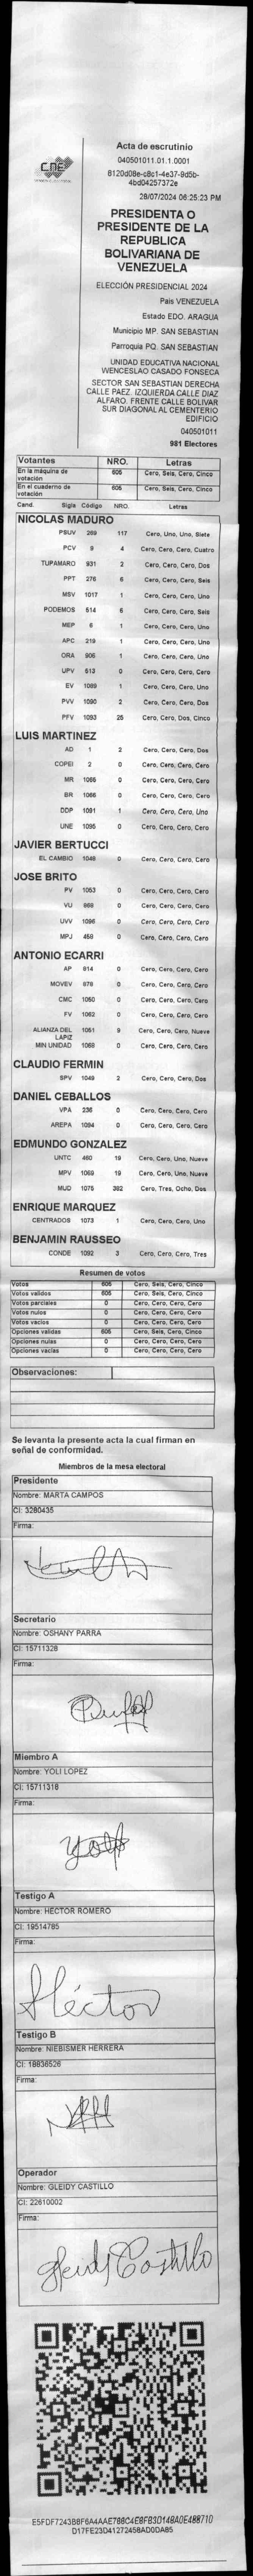 CNE
Acta de escrutinio
040501011.01.1.0001
6120d08e-c8c1-4e37-9d5b-
4bd04257372e
28/07/2024 06:25:23 PM
PRESIDENTA O
PRESIDENTE DE LA
REPUBLICA
BOLIVARIANA DE
VENEZUELA
ELECCIÓN PRESIDENCIAL 2024
País VENEZUELA
Estado EDO. ARAGUA
Municipio MP. SAN SEBASTIAN
Parroquia PQ. SAN SEBASTIAN
UNIDAD EDUCATIVA NACIONAL
WENCESLAO CASADO FONSECA
SECTOR SAN SEBASTIAN DERECHA
CALLE PAEZ. IZQUIERDA CALLE DIAZ
ALFARO. FRENTE CALLE BOLIVAR
SUR DIAGONAL AL CEMENTERIO
EDIFICIO
040501011
981 Electores
Votantes NRO. Letras
En la máquina de votación 605 Cero, Seis, Cero, Cinco
En el cuaderno de votación 605 Cero, Seis, Cero, Cinco
Cand. Sigls Código NRO. Letras
NICOLAS MADURO
PSUV 269 117 Cero, Uno, Uno, Siete
PCV 9 4 Cero, Cero, Cero, Cuatro
TUPAMARO 931 2 Cero, Cero, Cero, Dos
PPT 276 6 Cero, Cero, Cero, Seis
MSV 1017 1 Cero, Cero, Cero, Uno
PODEMOS 514 6 Cero, Cero, Cero, Seis
MEP 6 1 Cero, Cero, Cero, Uno
APC 219 1 Cero, Cero, Cero, Uno
ORA 906 1 Cero, Cero, Cero, Uno
UPV 513 0 Cero, Cero, Cero, Cero
EV 1089 1 Cero, Cero, Cero, Uno
PVV 1090 2 Cero, Cero, Cero, Dos
PFV 1093 25 Cero, Cero, Dos, Cinco
LUIS MARTINEZ
AD 1 2 Cero, Cero, Cero, Dos
COPEI 2 0 Cero, Cero, Cero, Cero
MR 1065 0 Cero, Cero, Cero, Cero
BR 1066 0 Cero, Cero, Cero, Cero
DDP 1091 1 Cero, Cero, Cero, Uno
UNE 1095 0 Cero, Cero, Cero, Cero
JAVIER BERTUCCI
EL CAMBIO 1048 0 Cero, Cero, Cero, Cero
JOSE BRITO
PV 1053 0 Cero, Cero, Cero, Cero
VU 868 0 Cero, Cero, Cero, Cero
UVV 1096 0 Cero, Cero, Cero, Cero
MPJ 458 0 Cero, Cero, Cero, Cero
ANTONIO ECARRI
AP 814 0 Cero, Cero, Cero, Cero
MOVEV 878 0 Cero, Cero, Cero, Cero
CMC 1050 0 Cero, Cero, Cero, Cero
FV 1052 0 Cero, Cero, Cero, Cero
ALIANZA DEL LAPIZ 1051 9 Cero, Cero, Cero, Nueve
MIN UNIDAD 1068 0 Cero, Cero, Cero, Cero
CLAUDIO FERMIN
SPV 1049 2 Cero, Cero, Cero, Dos
DANIEL CEBALLOS
VPA 236 0 Cero, Cero, Cero, Cero
AREPA 1094 0 Cero, Cero, Cero, Cero
EDMUNDO GONZALEZ
UNTC 460 19 Cero, Cero, Uno, Nueve
MPV 1069 19 Cero, Cero, Uno, Nueve
MUD 1075 382 Cero, Tres, Ocho, Dos
ENRIQUE MARQUEZ
CENTRADOS 1073 1 Cero, Cero, Cero, Uno
BENJAMIN RAUSSEO
CONDE 1092 3 Cero, Cero, Cero, Tres
Resumen de votos
Votos 605 Cero, Seis, Cero, Cinco
Votos validos 605 Cero, Seis, Cero, Cinco
Votos parciales 0 Cero, Cero, Cero, Cero
Votos nulos 0 Cero, Cero, Cero, Cero
Votos vacios 0 Cero, Cero, Cero, Cero
Opciones validas 605 Cero, Seis, Cero, Cinco
Opciones nulas 0 Cero, Cero, Cero, Cero
Opciones vacias 0 Cero, Cero, Cero, Cero
Observaciones:
Se levanta la presente acta la cual firman en
señal de conformidad.
Miembros de la mesa electoral
Presidente
Nombre: MARTA CAMPOS
CI: 3280435
Firma:
Secretario
Nombre: OSHANY PARRA
CI: 15711328
Firma:
Miembro A
Nombre: YOLI LOPEZ
CI: 15711318
Firma:
Testigo A
Nombre: HECTOR ROMERO
CI: 19514785
Firma:
Héctor
Testigo B
Nombre: NIEBISMER HERRERA
CI: 18836526
Firma:
Operador
Nombre: GLEIDY CASTILLO
CI: 22610002
Firma:
Gleidy Castillo
E5FDF7243B8F6A4AAE788C4E8FB3D148A0E488710
D17FE23D41272458AD0DA85